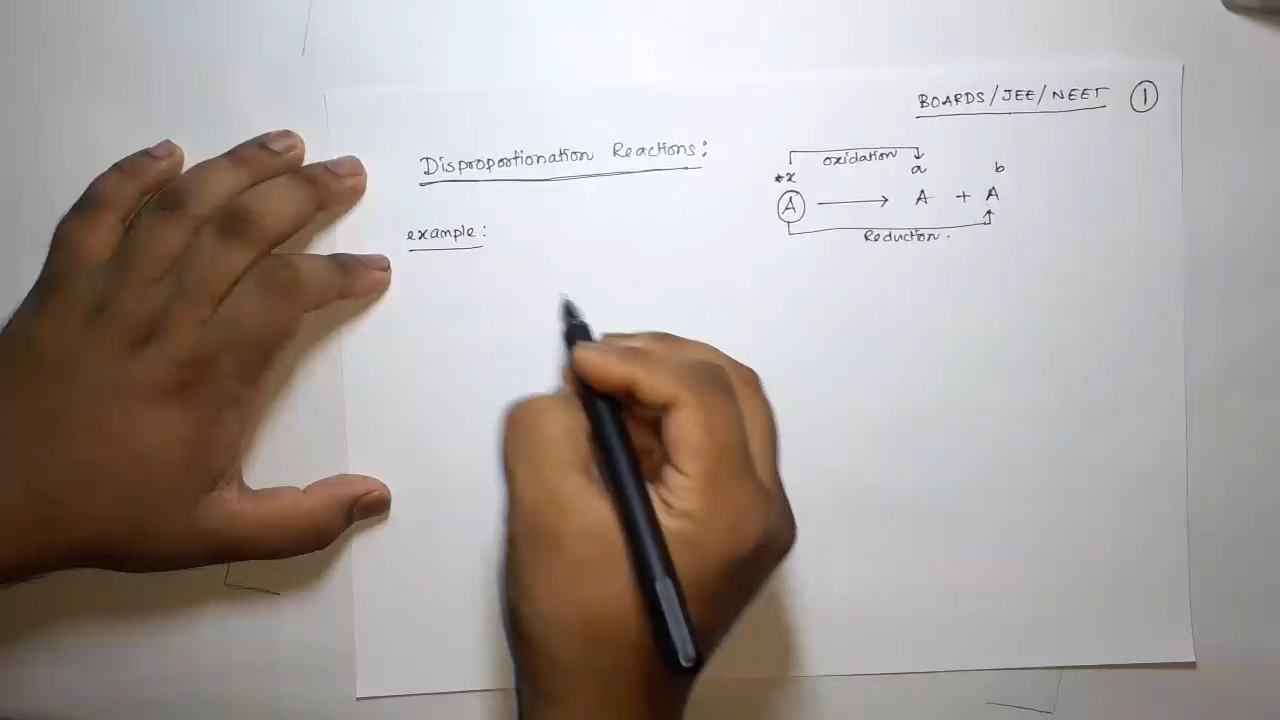 BOARDS/JEE/NEET 1
Disproportionation Reactions:
oxidation
x a b
A → A + A
Reduction.
example: